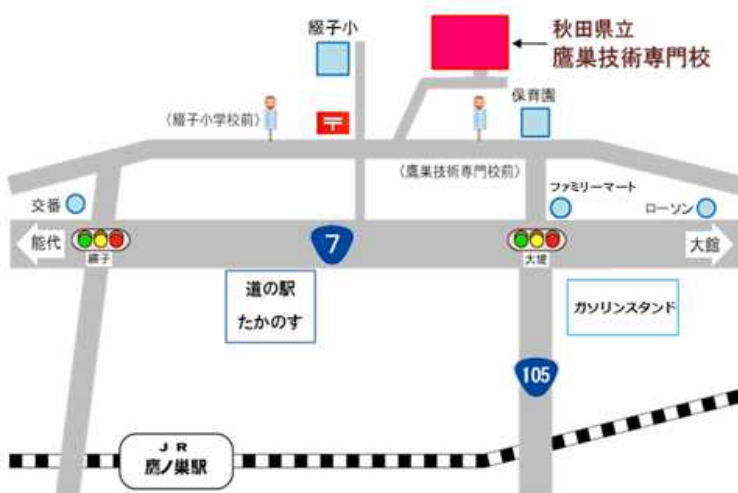 綴子小
秋田県立
鷹巣技術専門校
保育園
(綴子小学校前)
〒
(鷹巣技術専門校前)
ファミリーマート
交番
ローソン
能代
綴子
7
大堤
大館
道の駅
たかのす
ガソリンスタンド
105
JR
鷹ノ巣駅